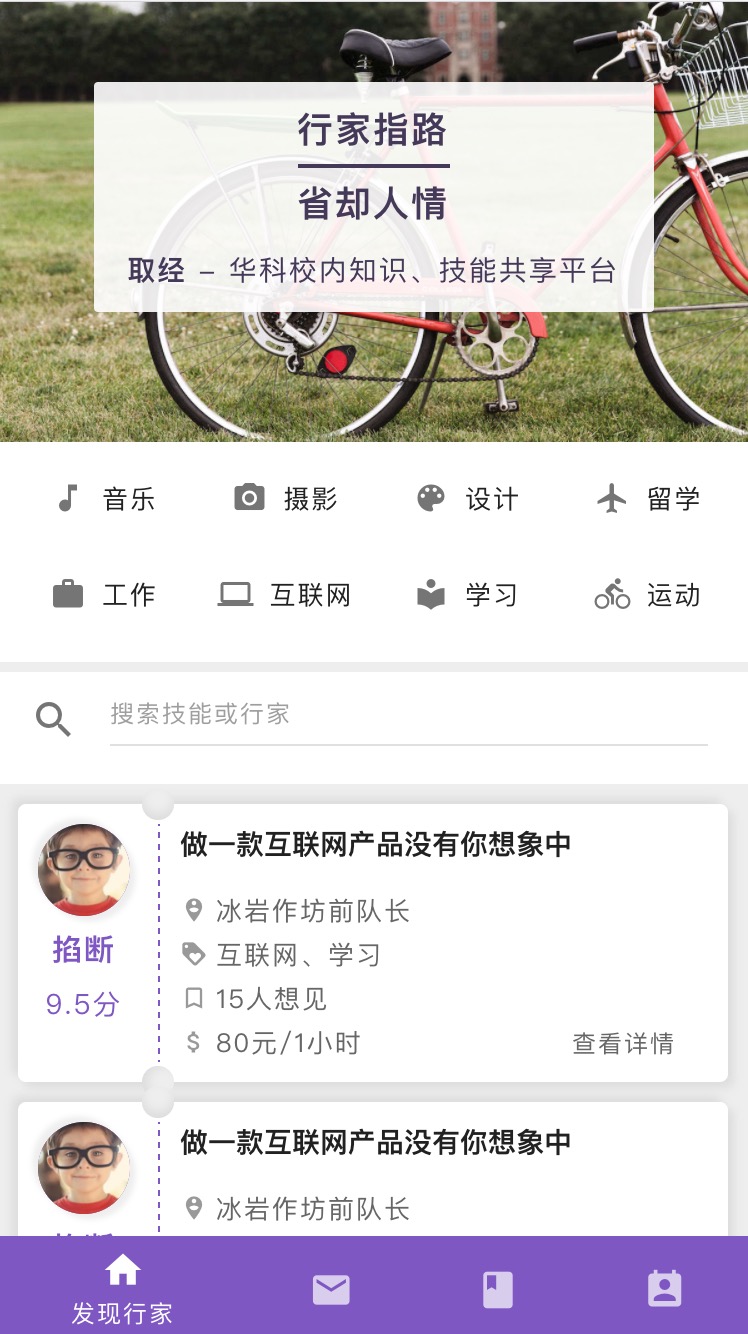 行家指路
省却人情
取经 – 华科校内知识、技能共享平台
音乐 摄影 设计 留学
工作 互联网 学习 运动
搜索技能或行家
做一款互联网产品没有你想象中
冰岩作坊前队长
掐断
互联网、学习
9.5分
15人想见
80元/1小时 查看详情
做一款互联网产品没有你想象中
冰岩作坊前队长
发现行家